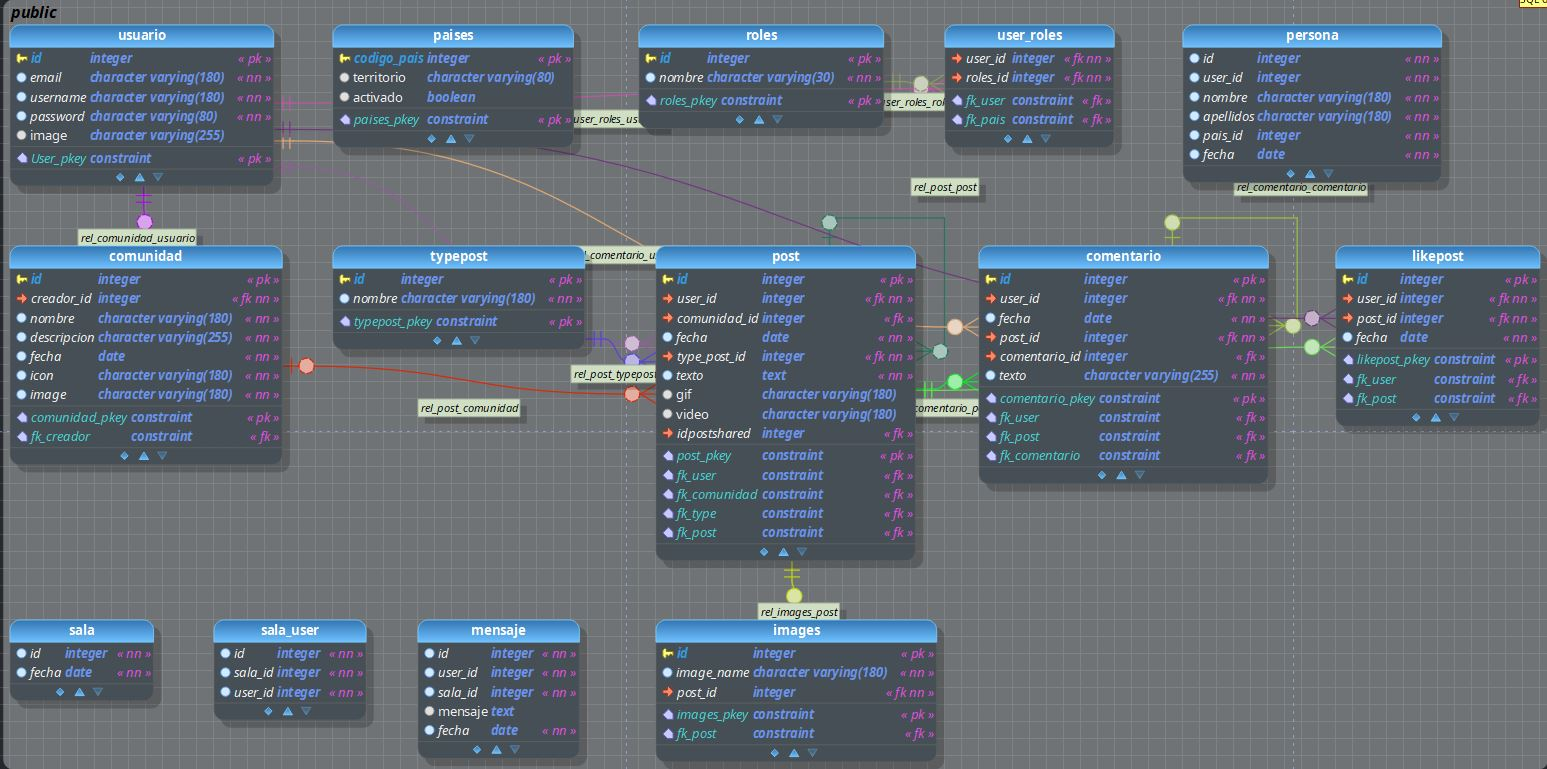 public
usuario
id integer « pk »
email character varying(180) « nn »
username character varying(180) « nn »
password character varying(80) « nn »
image character varying(255)
User_pkey constraint « pk »
paises
codigo_pais integer « pk »
territorio character varying(80)
activado boolean
paises_pkey constraint « pk »
roles
id integer « pk »
nombre character varying(30) « nn »
roles_pkey constraint « pk »
user_roles
user_id integer « fk nn »
roles_id integer « fk nn »
fk_user constraint « fk »
fk_pais constraint « fk »
persona
id integer « nn »
user_id integer « nn »
nombre character varying(180) « nn »
apellidos character varying(180) « nn »
pais_id integer « nn »
fecha date « nn »
rel_post_post
rel_comentario_comentario
rel_comunidad_usuario
comunidad
id integer « pk »
creador_id integer « fk nn »
nombre character varying(180) « nn »
descripcion character varying(255) « nn »
fecha date « nn »
icon character varying(180) « nn »
image character varying(180) « nn »
comunidad_pkey constraint « pk »
fk_creador constraint « fk »
typepost
id integer « pk »
nombre character varying(180) « nn »
typepost_pkey constraint « pk »
rel_post_typepost
rel_post_comunidad
post
id integer « pk »
user_id integer « fk nn »
comunidad_id integer « fk »
fecha date « nn »
type_post_id integer « fk nn »
texto text « nn »
gif character varying(180)
video character varying(180)
idpostshared integer « fk »
post_pkey constraint « pk »
fk_user constraint « fk »
fk_comunidad constraint « fk »
fk_type constraint « fk »
fk_post constraint « fk »
comentario
id integer « pk »
user_id integer « fk nn »
fecha date « nn »
post_id integer « fk nn »
comentario_id integer « fk »
texto character varying(255) « nn »
comentario_pkey constraint « pk »
fk_user constraint « fk »
fk_post constraint « fk »
fk_comentario constraint « fk »
likepost
id integer « pk »
user_id integer « fk nn »
post_id integer « fk nn »
fecha date « nn »
likepost_pkey constraint « pk »
fk_user constraint « fk »
fk_post constraint « fk »
rel_images_post
sala
id integer « nn »
fecha date « nn »
sala_user
id integer « nn »
sala_id integer « nn »
user_id integer « nn »
mensaje
id integer « nn »
user_id integer « nn »
sala_id integer « nn »
mensaje text
fecha date « nn »
images
id integer « pk »
image_name character varying(180) « nn »
post_id integer « fk nn »
images_pkey constraint « pk »
fk_post constraint « fk »